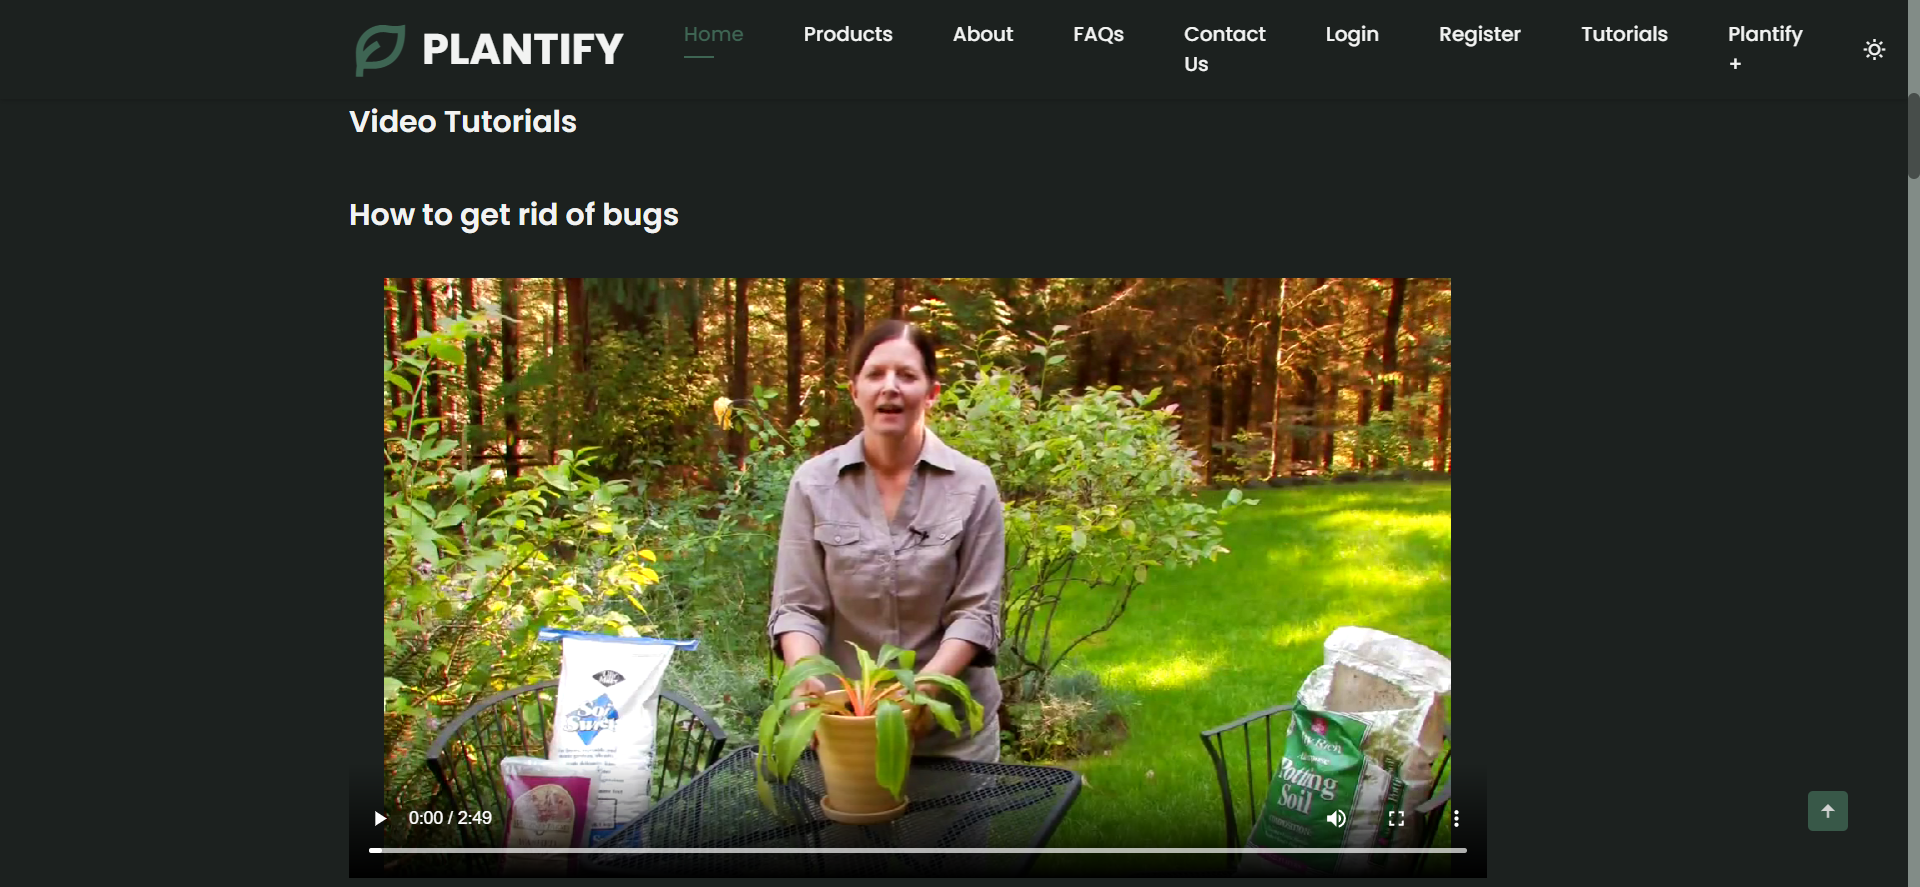 PLANTIFY
Home
Products
About
FAQs
Contact
Us
Login
Register
Tutorials
Plantify
+
Video Tutorials
How to get rid of bugs
Potting
Soil
0:00 / 2:49